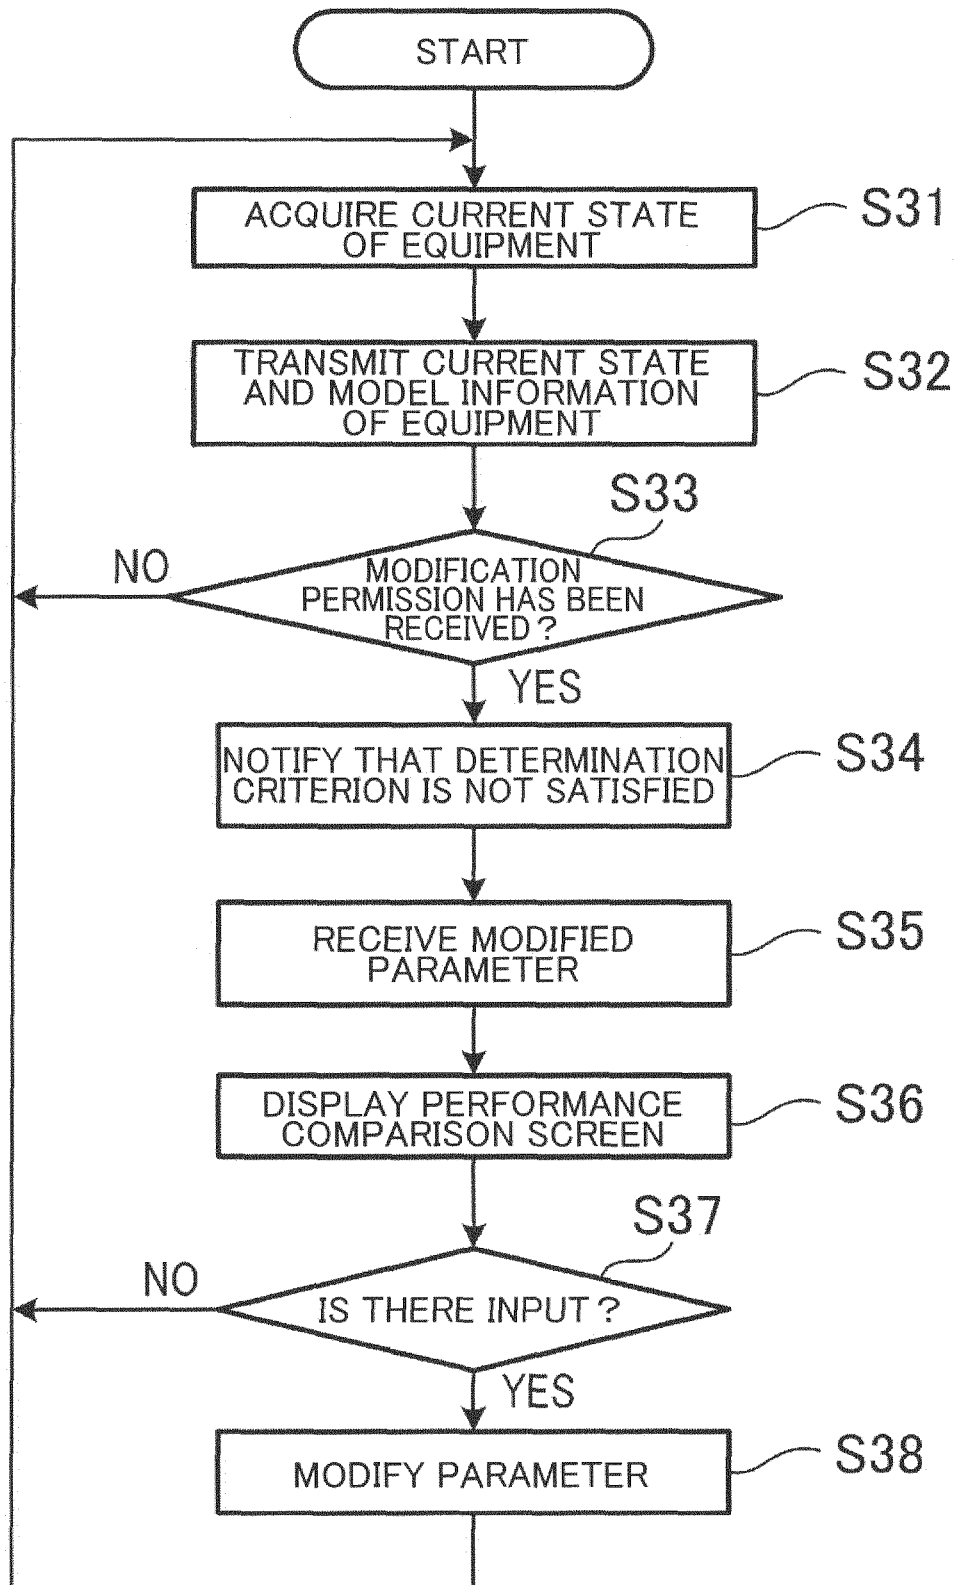 START
ACQUIRE CURRENT STATE
OF EQUIPMENT
S31
TRANSMIT CURRENT STATE
AND MODEL INFORMATION
OF EQUIPMENT
S32
S33
NO
MODIFICATION
PERMISSION HAS BEEN
RECEIVED?
YES
NOTIFY THAT DETERMINATION
CRITERION IS NOT SATISFIED
S34
RECEIVE MODIFIED
PARAMETER
S35
DISPLAY PERFORMANCE
COMPARISON SCREEN
S36
S37
NO
IS THERE INPUT?
YES
MODIFY PARAMETER
S38